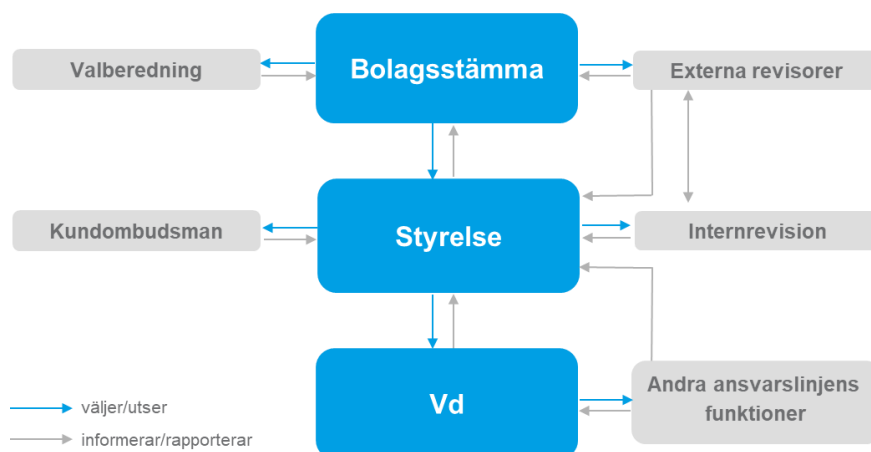 Bolagsstämma
Valberedning
Externa revisorer
Styrelse
Kundombudsman
Internrevision
Vd
Andra ansvarslinjens
funktioner
väljer/utser
informerar/rapporterar